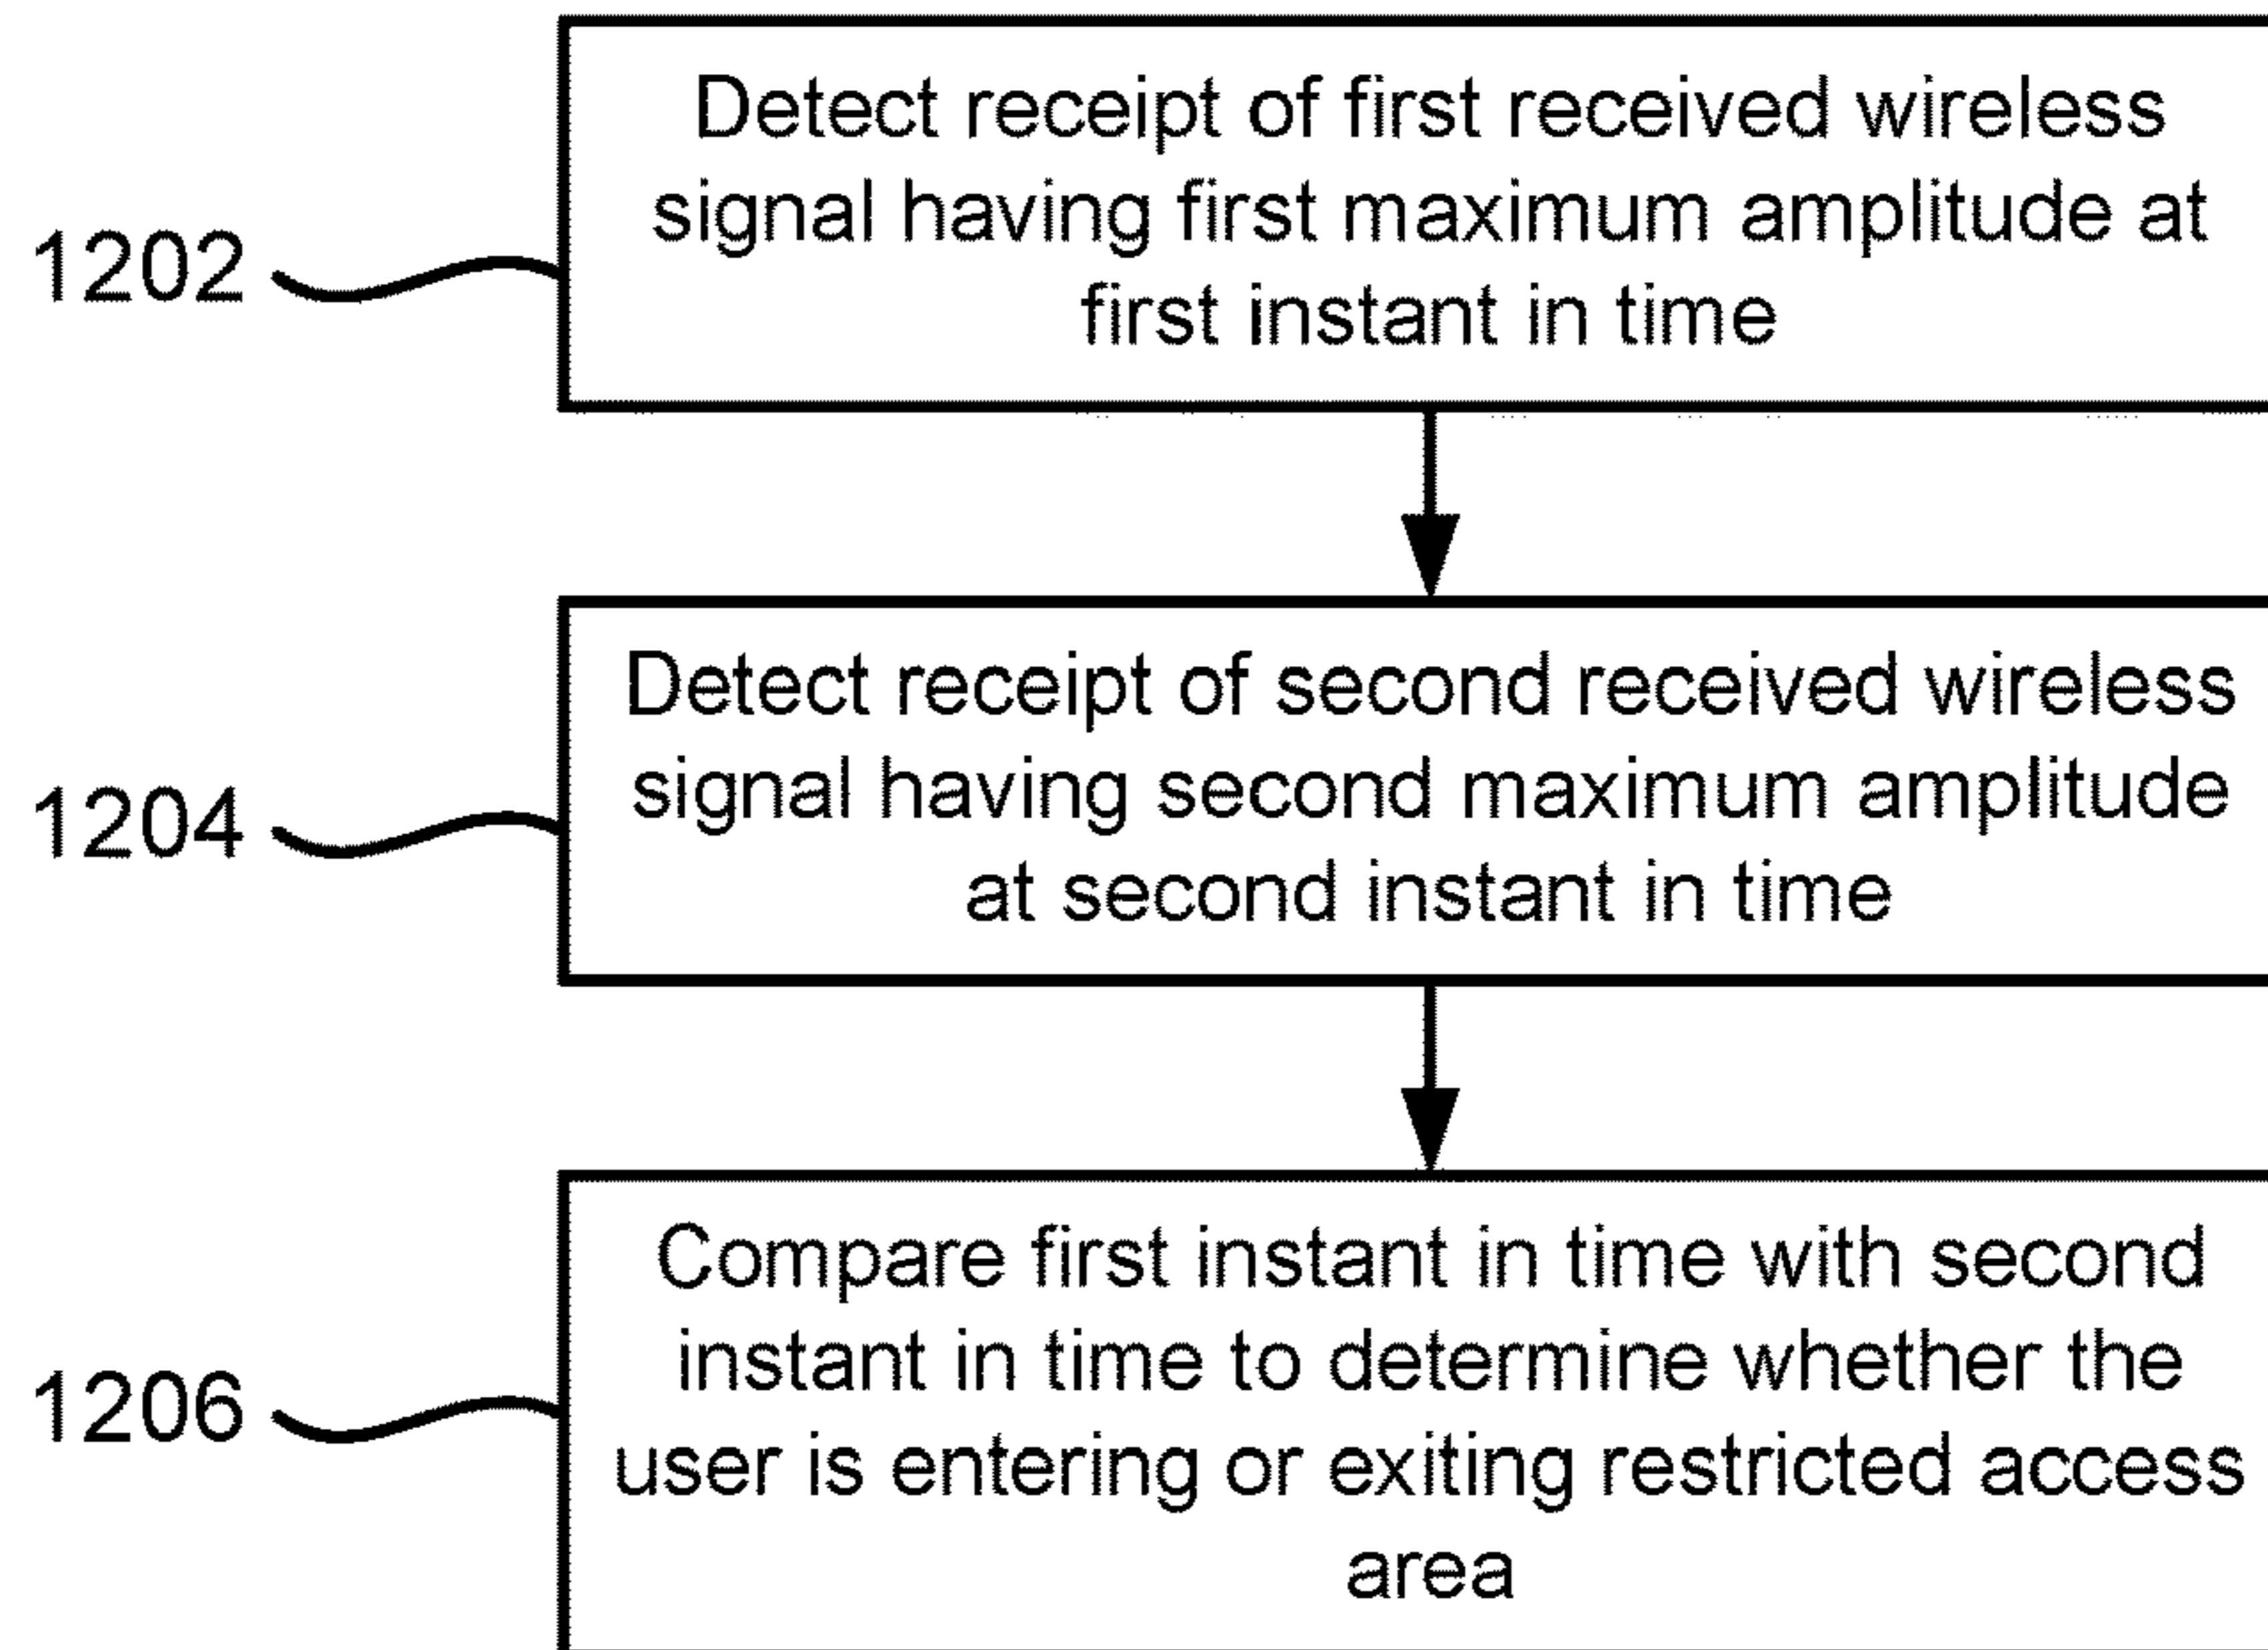 Detect receipt of first received wireless
signal having first maximum amplitude at
first instant in time
1202
Detect receipt of second received wireless
signal having second maximum amplitude
at second instant in time
1204
Compare first instant in time with second
instant in time to determine whether the
user is entering or exiting restricted access
area
1206